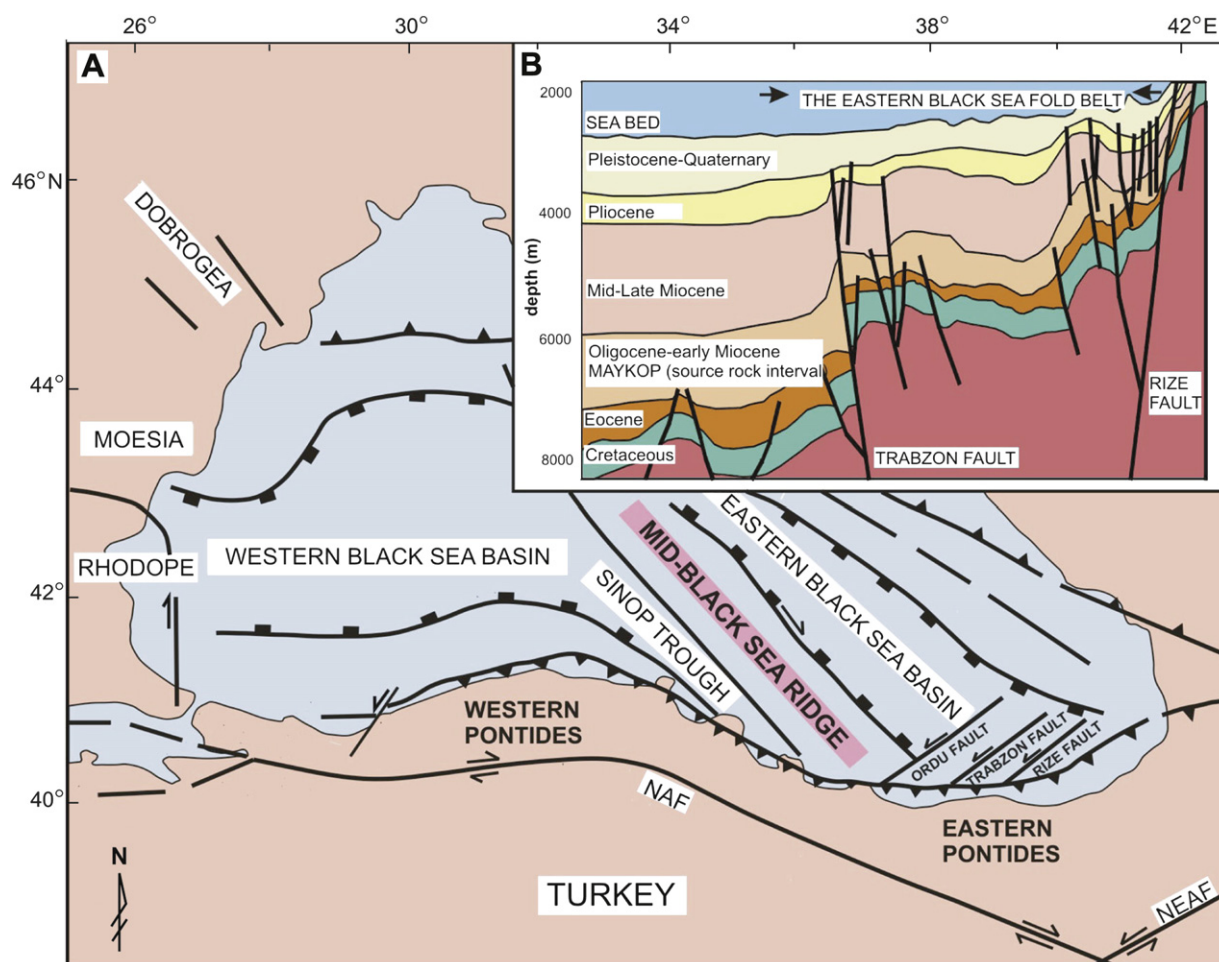 26°
30°
34°
38°
42°E
A
B
46°N
44°
42°
40°
2000
4000
6000
8000
depth (m)
THE EASTERN BLACK SEA FOLD BELT
SEA BED
Pleistocene-Quaternary
Pliocene
Mid-Late Miocene
Oligocene-early Miocene
MAYKOP (source rock interval)
Eocene
Cretaceous
TRABZON FAULT
RIZE
FAULT
DOBROGEA
MOESIA
RHODOPE
WESTERN BLACK SEA BASIN
SINOP TROUGH
MID-BLACK SEA RIDGE
EASTERN BLACK SEA BASIN
ORDU FAULT
TRABZON FAULT
RIZE FAULT
WESTERN
PONTIDES
NAF
EASTERN
PONTIDES
TURKEY
NEAF
N